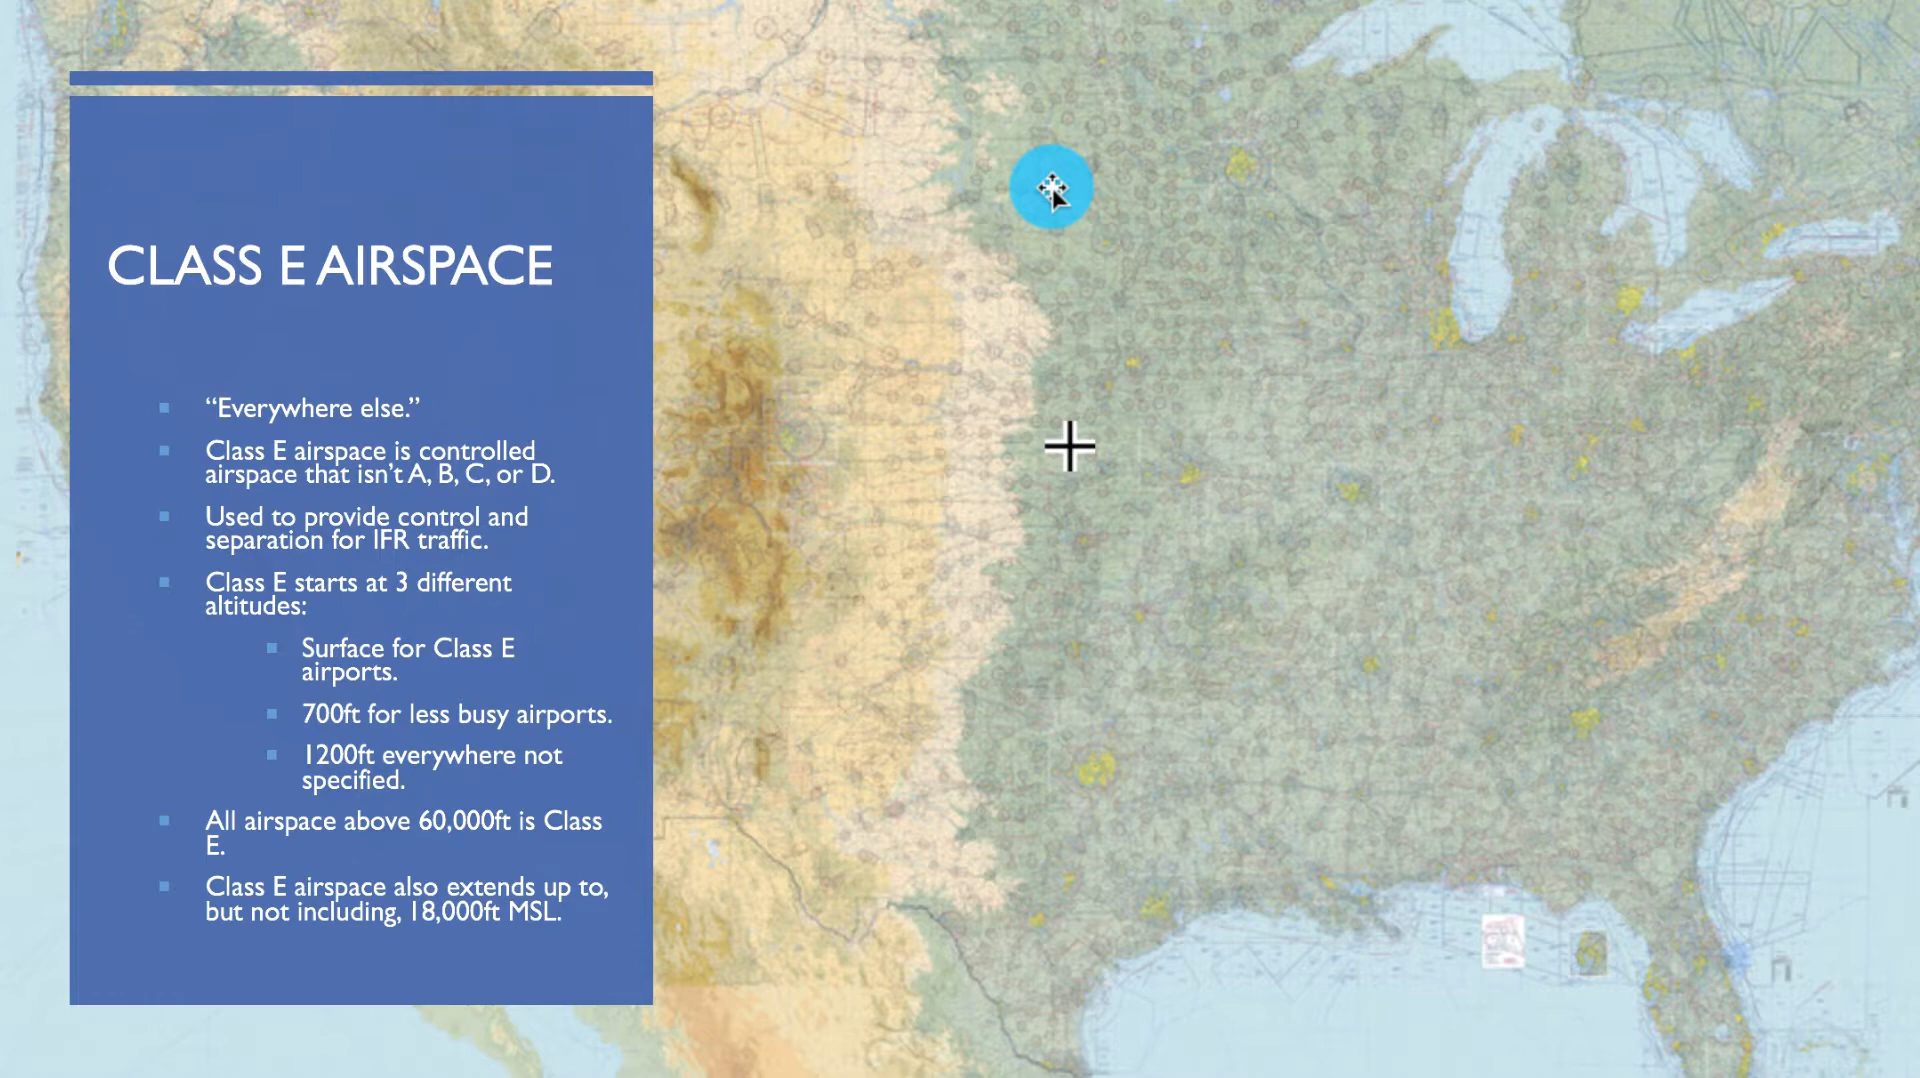 CLASS E AIRSPACE
“Everywhere else.”
Class E airspace is controlled
airspace that isn’t A, B, C, or D.
Used to provide control and
separation for IFR traffic.
Class E starts at 3 different
altitudes:
Surface for Class E
airports.
700ft for less busy airports.
1200ft everywhere not
specified.
All airspace above 60,000ft is Class
E.
Class E airspace also extends up to,
but not including, 18,000ft MSL.